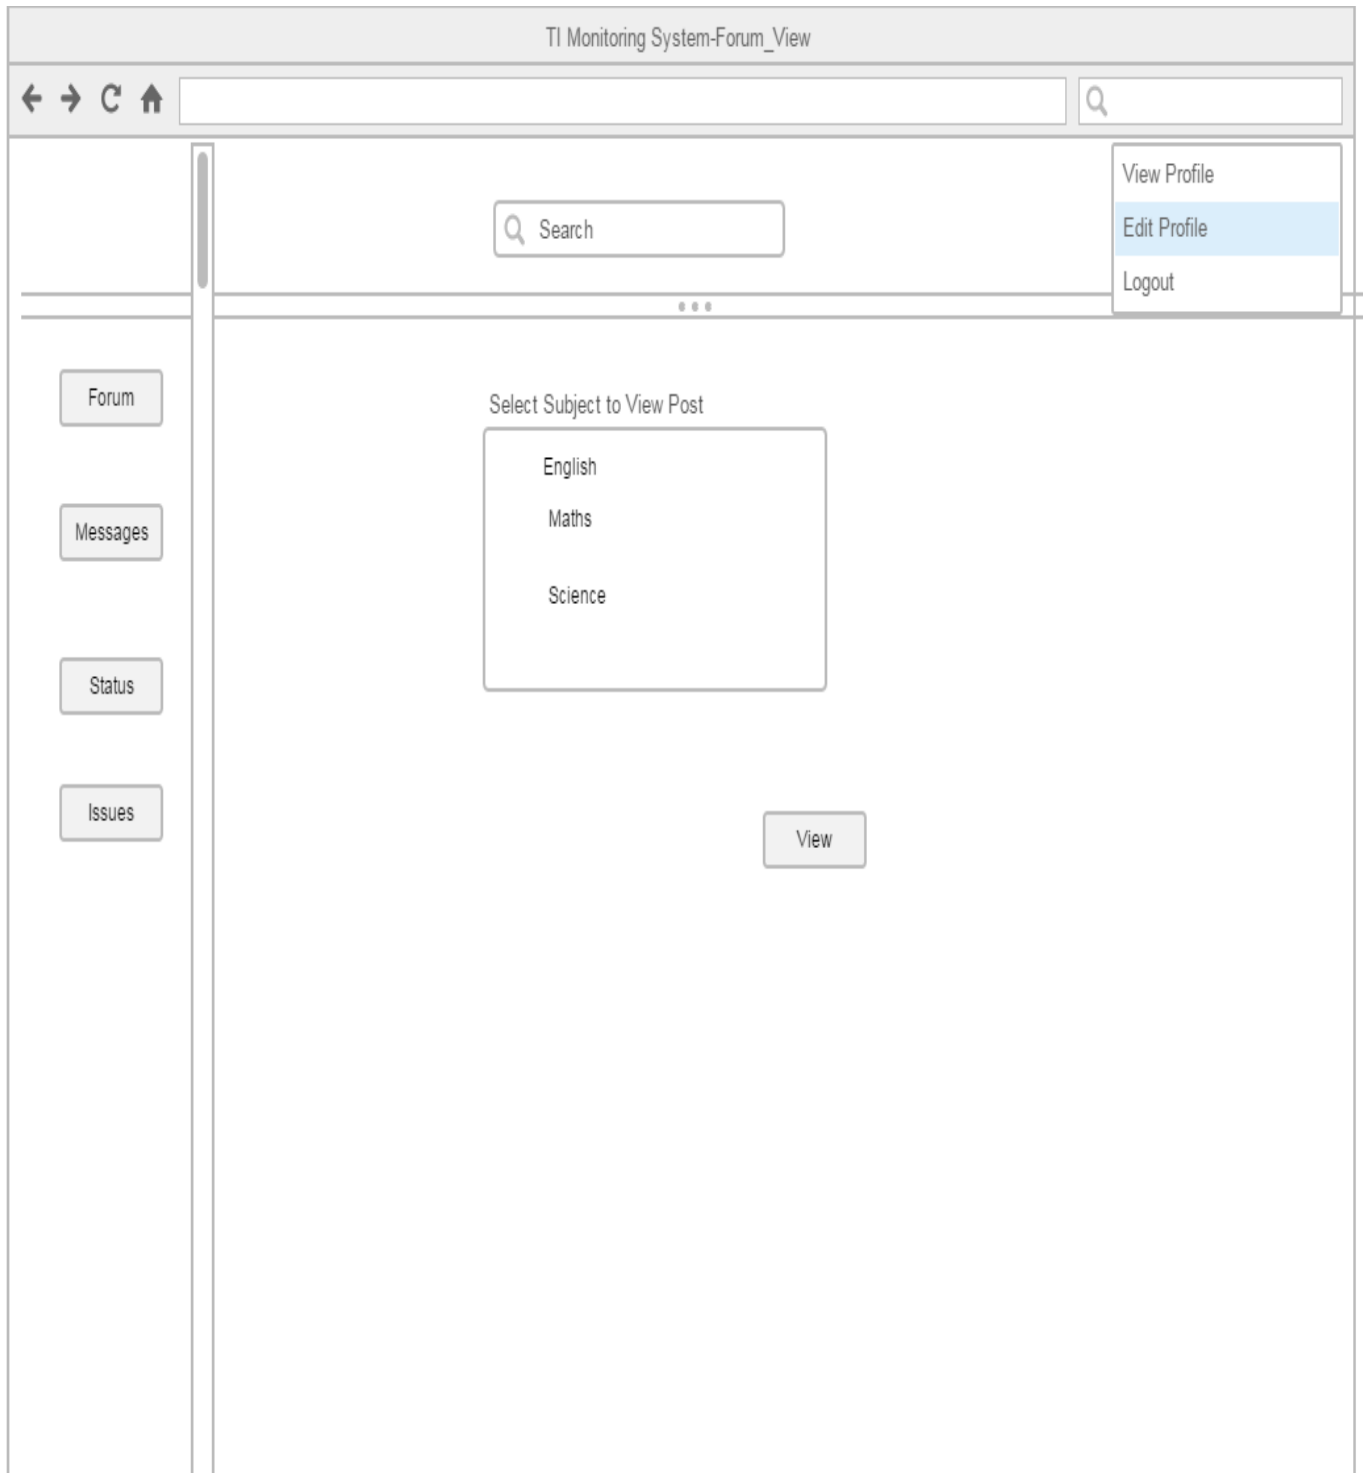 TI Monitoring System-Forum_View
View Profile
Search
Edit Profile
Logout
Forum
Select Subject to View Post
English
Maths
Messages
Science
Status
Issues
View